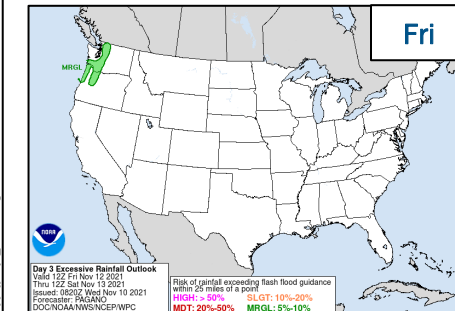 Fri
MRGL
NOAA
Day 3 Excessive Rainfall Outlook
Valid 12Z Fri Nov 12 2021
Thru 12Z Sat Nov 13 2021
Issued: 0820Z Wed Nov 10 2021
Forecaster: PAGANO
DOC/NOAA/NWS/NCEP/WPC
Risk of rainfall exceeding flash flood guidance
within 25 miles of a point
HIGH: > 50% SLGT: 10%-20%
MDT: 20%-50% MRGL: 5%-10%